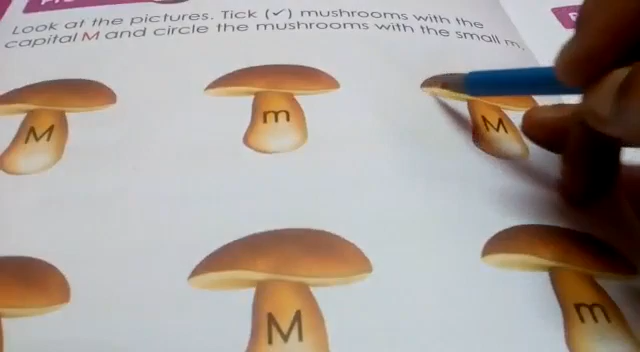 Look at the pictures. Tick (✓) mushrooms with the
capital M and circle the mushrooms with the small m.
M m M
M m